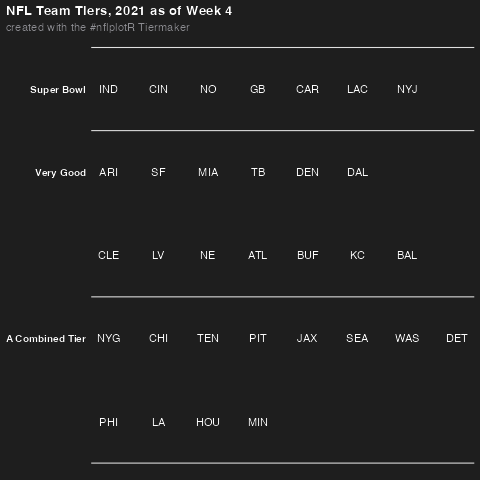 NFL Team Tiers, 2021 as of Week 4
created with the #nflplotR Tiermaker
Super Bowl IND CIN NO GB CAR LAC NYJ
Very Good ARI SF MIA TB DEN DAL
CLE LV NE ATL BUF KC BAL
A Combined Tier NYG CHI TEN PIT JAX SEA WAS DET
PHI LA HOU MIN